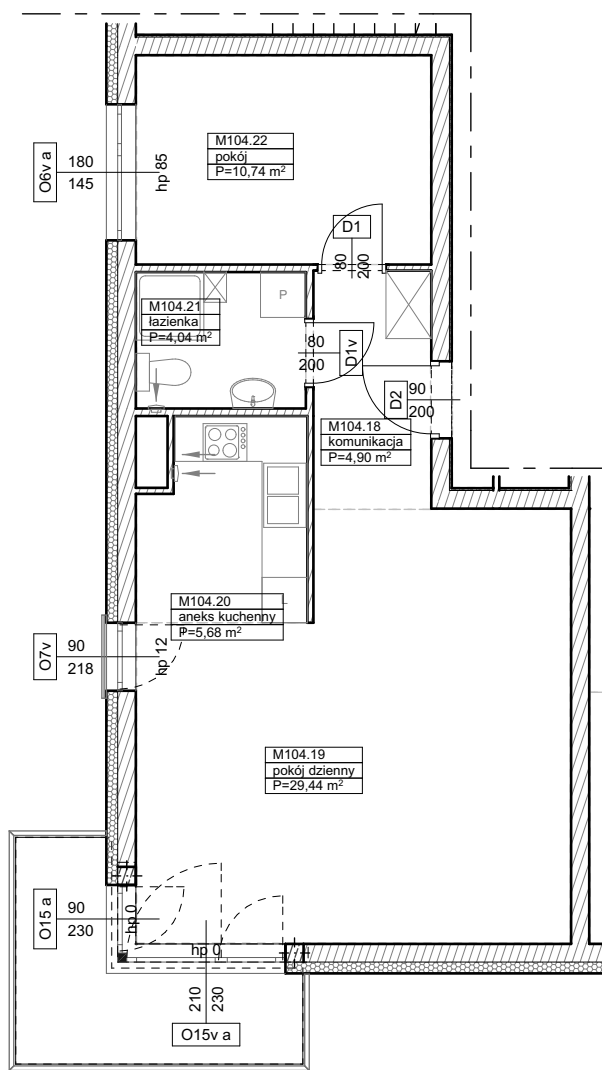 M104.22
pokój
P=10,74 m²
O6v a
180
145
hp 85
D1
80
200
M104.21
łazienka
P=4,04 m²
P
80
200
D1v
D2
90
200
M104.18
komunikacja
P=4,90 m²
M104.20
aneks kuchenny
P=5,68 m²
O7v
90
218
hp 12
M104.19
pokój dzienny
P=29,44 m²
O15 a
90
230
hp 0
hp 0
210
230
O15v a